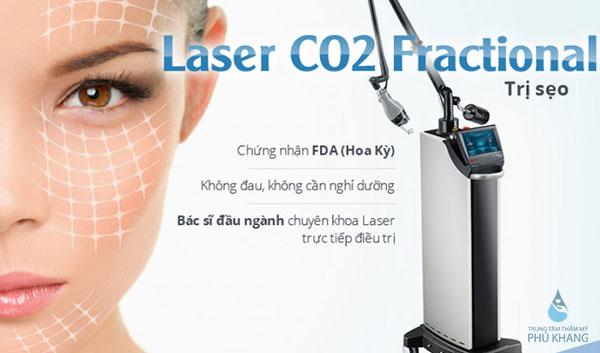 Laser CO2 Fractional
Trị sẹo
Chứng nhận FDA (Hoa Kỳ)
Không đau, không cần nghỉ dưỡng
Bác sĩ đầu ngành chuyên khoa Laser
trực tiếp điều trị
TRUNG TÂM THẨM MỸ
PHÚ KHANG